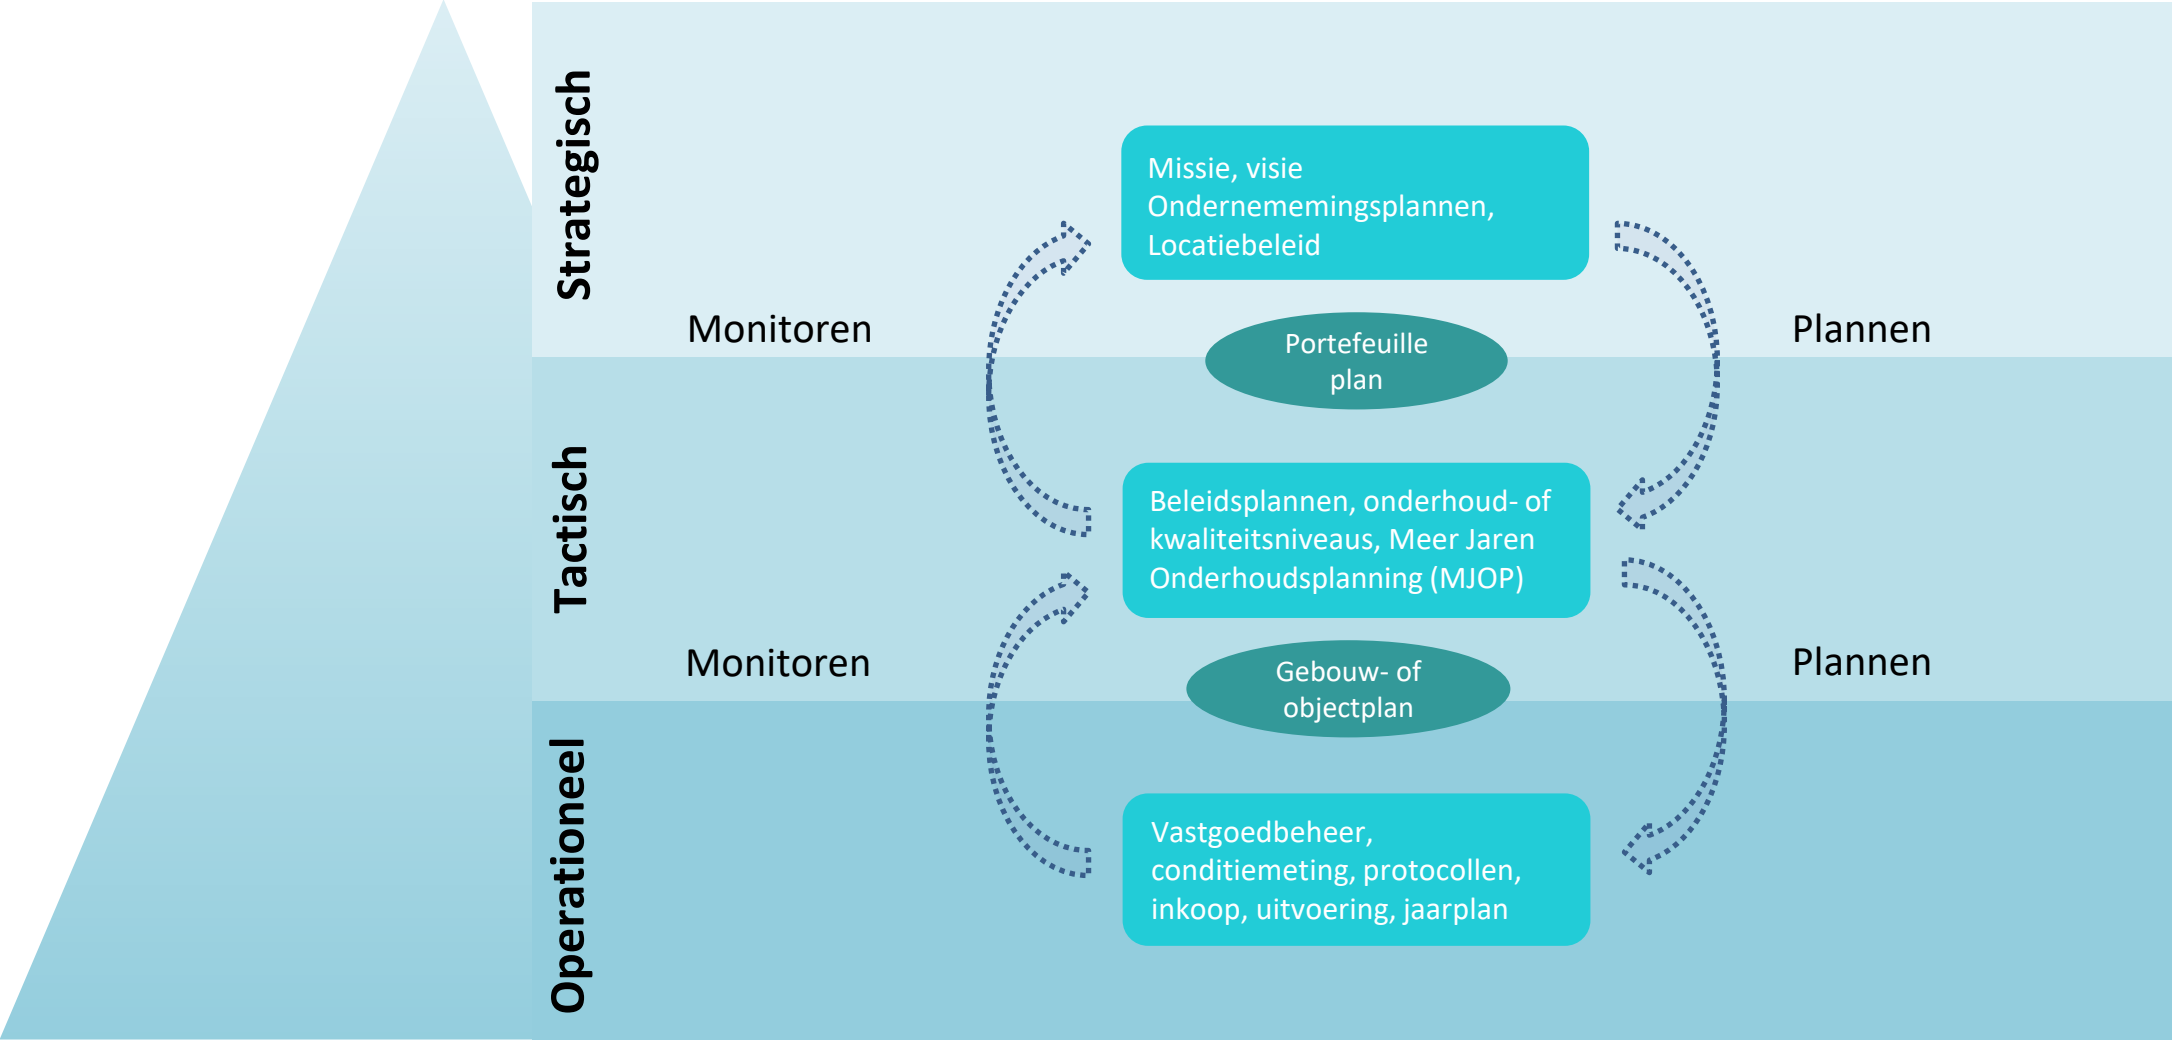 Strategisch
Missie, visie
Ondernememingsplannen,
Locatiebeleid
Monitoren
Portefeuille
plan
Plannen
Tactisch
Beleidsplannen, onderhoud- of
kwaliteitsniveaus, Meer Jaren
Onderhoudsplanning (MJOP)
Monitoren
Gebouw- of
objectplan
Plannen
Operationeel
Vastgoedbeheer,
conditiemeting, protocollen,
inkoop, uitvoering, jaarplan